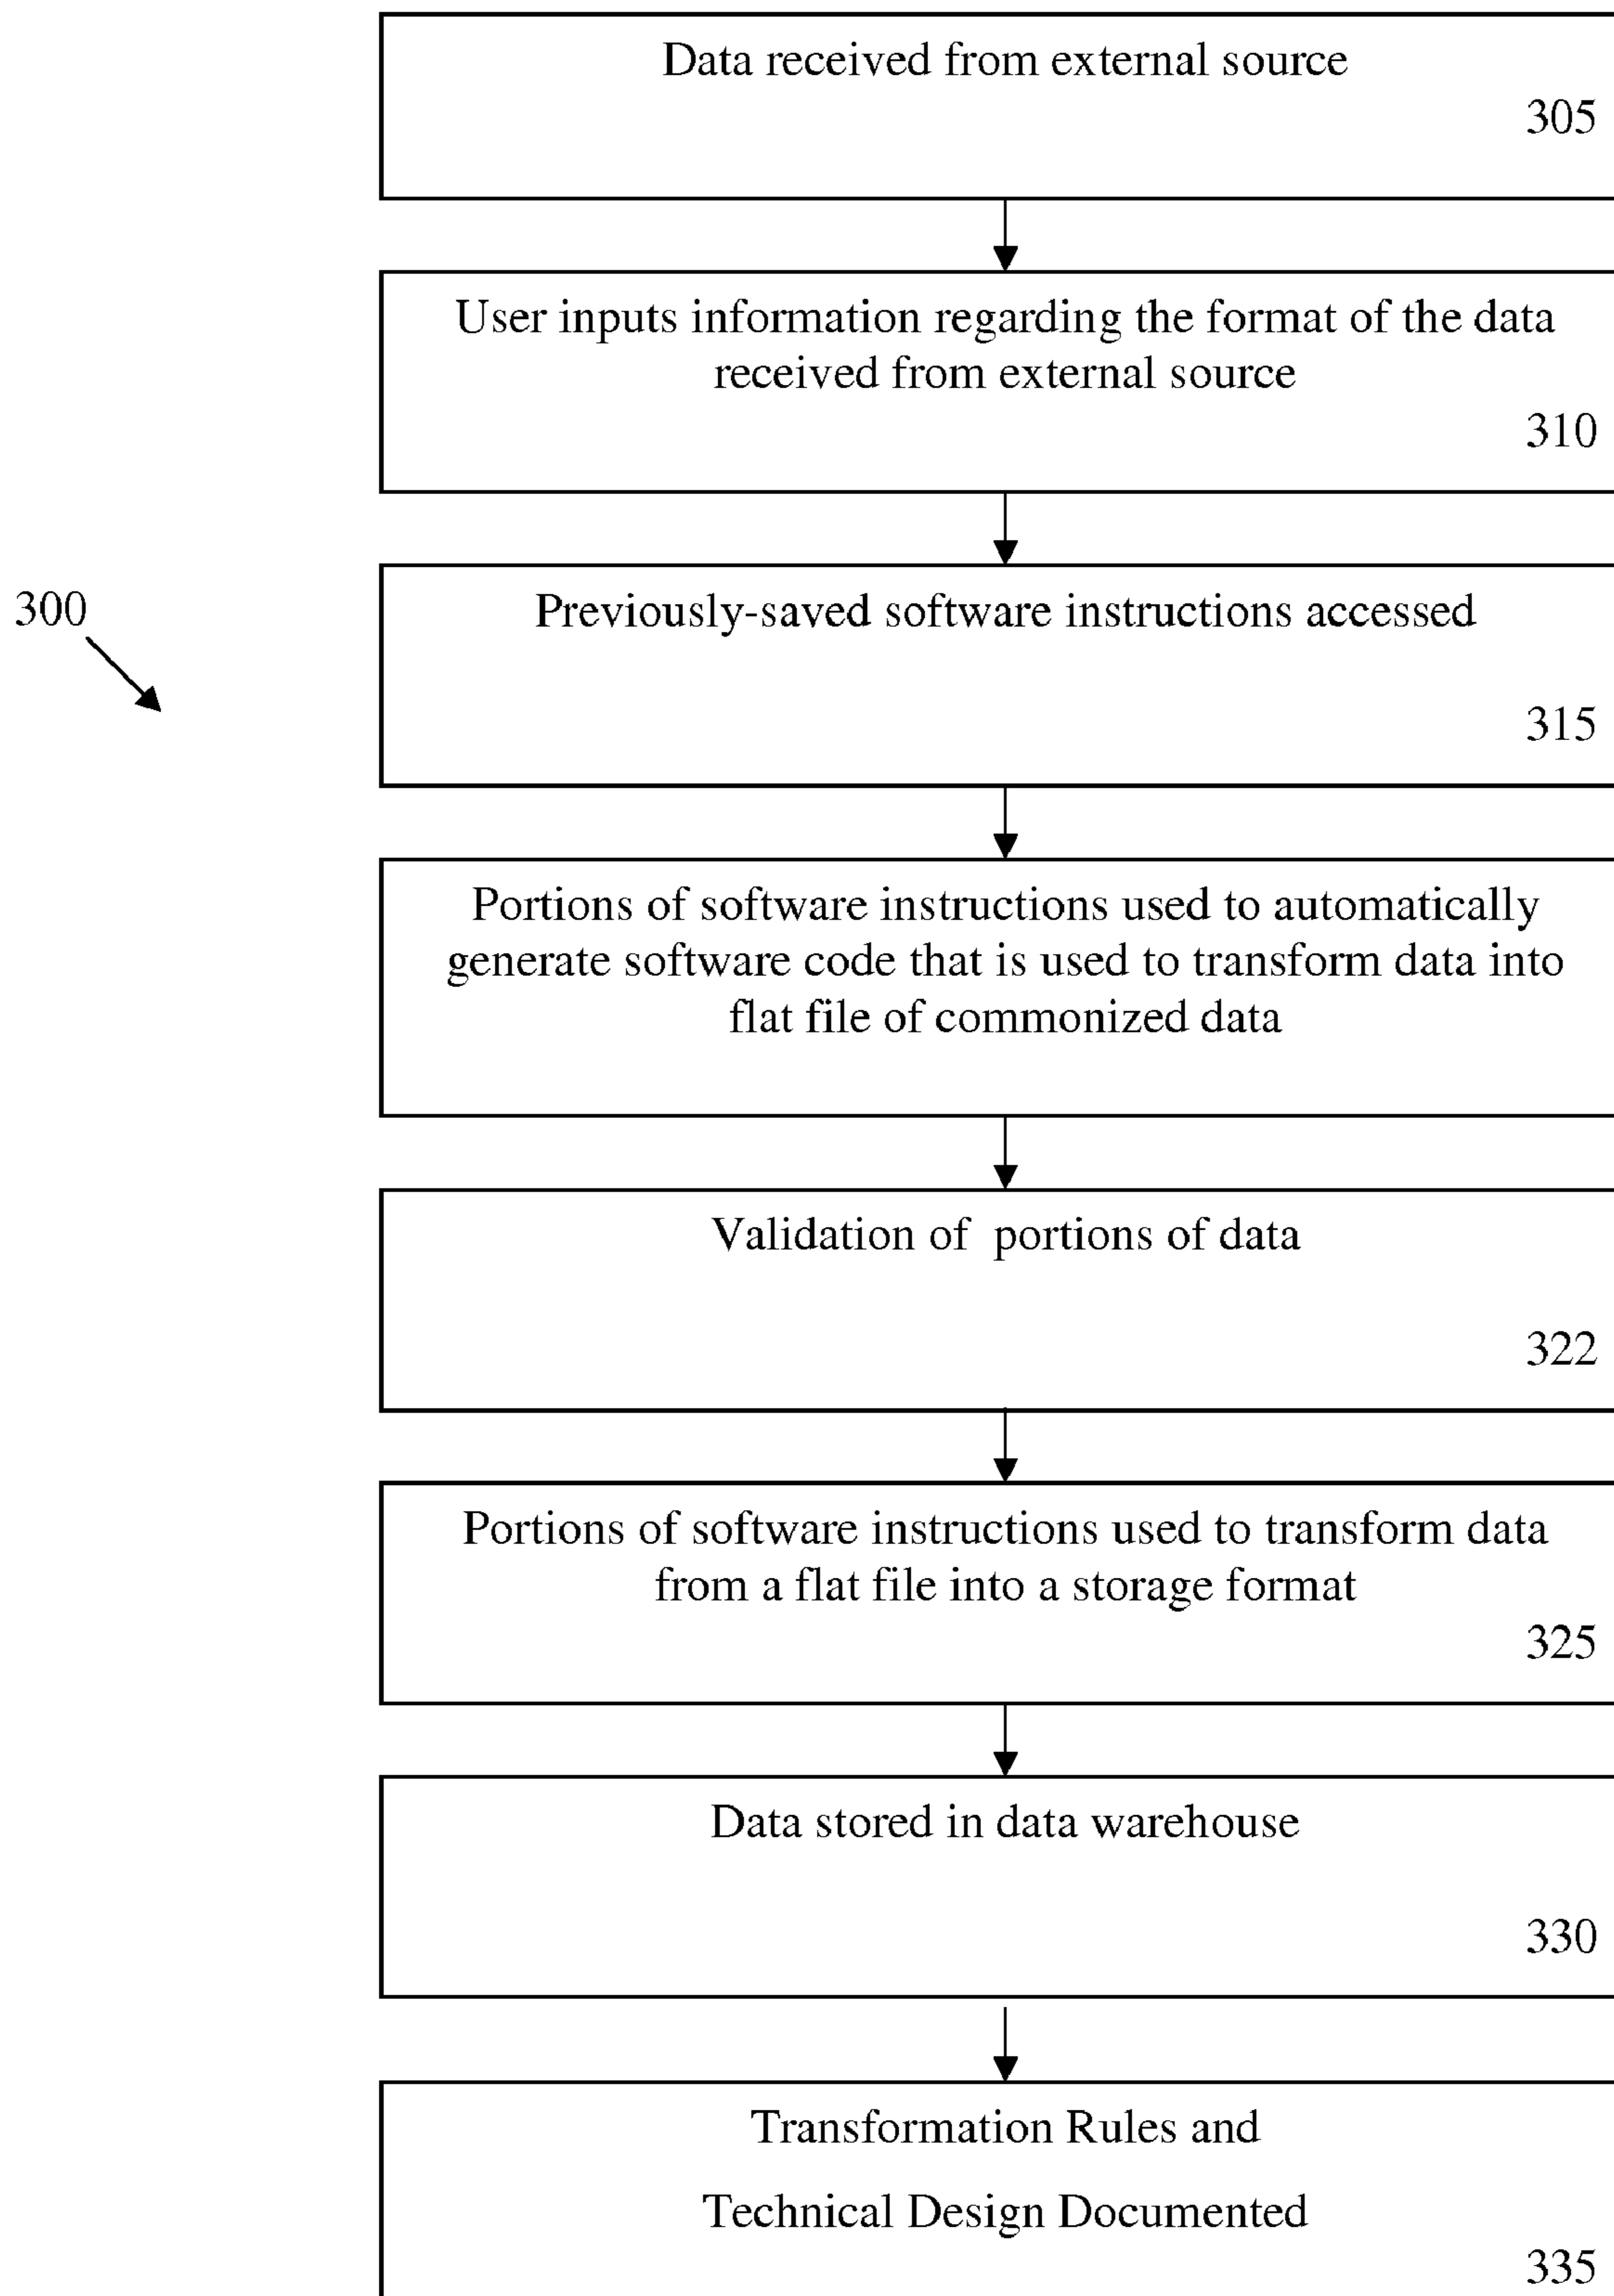 Data received from external source
305
User inputs information regarding the format of the data
received from external source
310
300
Previously-saved software instructions accessed
315
Portions of software instructions used to automatically
generate software code that is used to transform data into
flat file of commonized data
Validation of portions of data
322
Portions of software instructions used to transform data
from a flat file into a storage format
325
Data stored in data warehouse
330
Transformation Rules and
Technical Design Documented
335